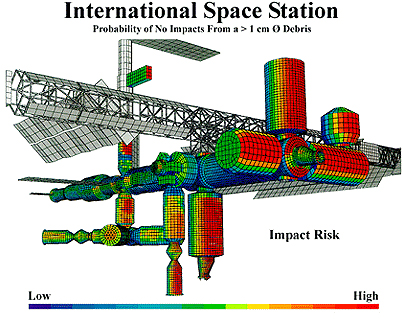 International Space Station
Probability of No Impacts From a > 1 cm Ø Debris
Impact Risk
Low High